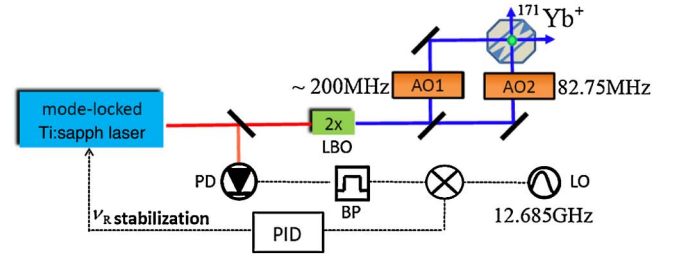 ¹⁷¹Yb⁺
~ 200MHz
AO1
AO2
82.75MHz
mode-locked
Ti:sapph laser
2x
LBO
PD
BP
LO
12.685GHz
νR stabilization
PID